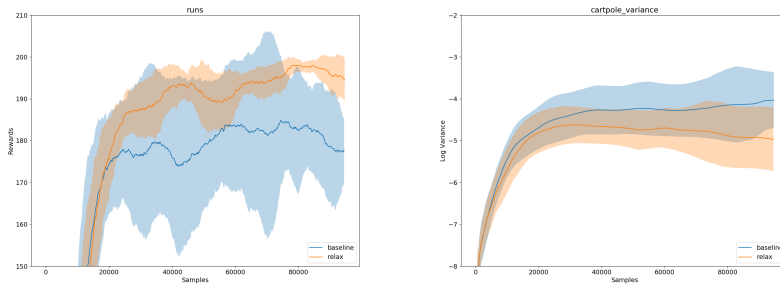 runs
210
200
190
180
170
160
150
Rewards
0
20000
40000
60000
80000
Samples
baseline
relax
cartpole_variance
−2
−3
−4
−5
−6
−7
−8
Log Variance
0
20000
40000
60000
80000
Samples
baseline
relax